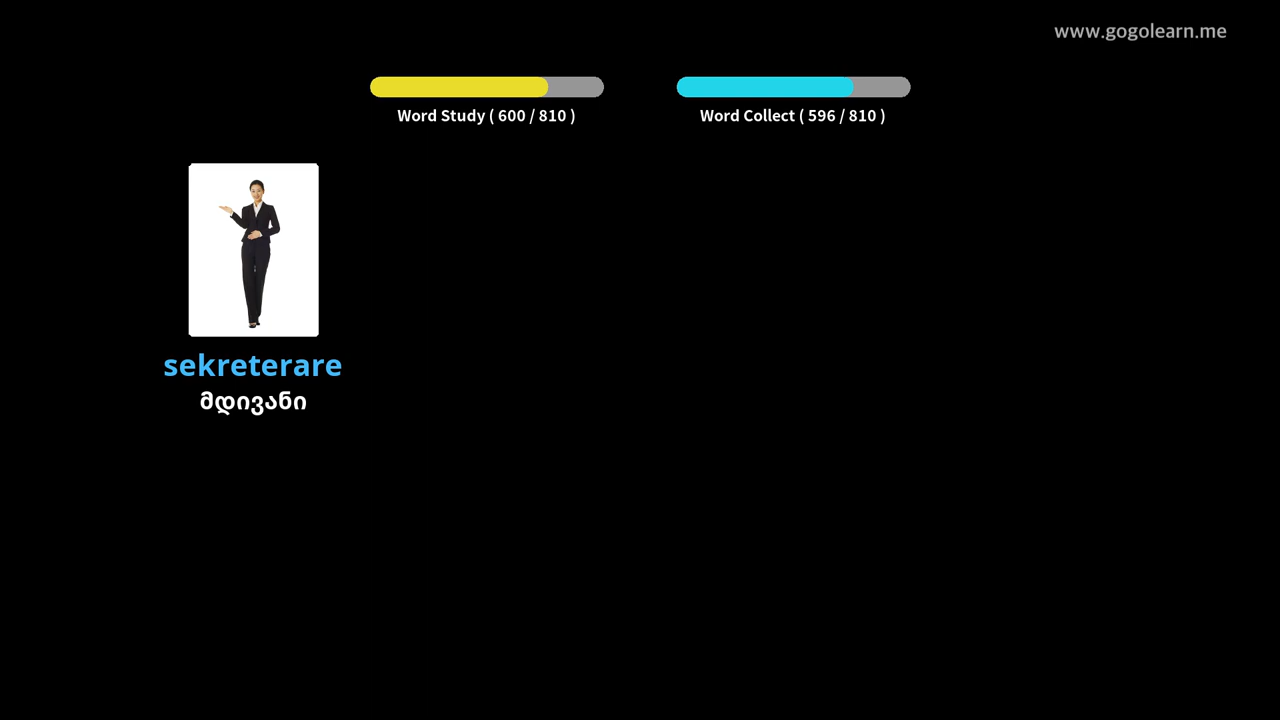 www.gogolearn.me
Word Study ( 600 / 810 )
Word Collect ( 596 / 810 )
sekreterare
მდივანი